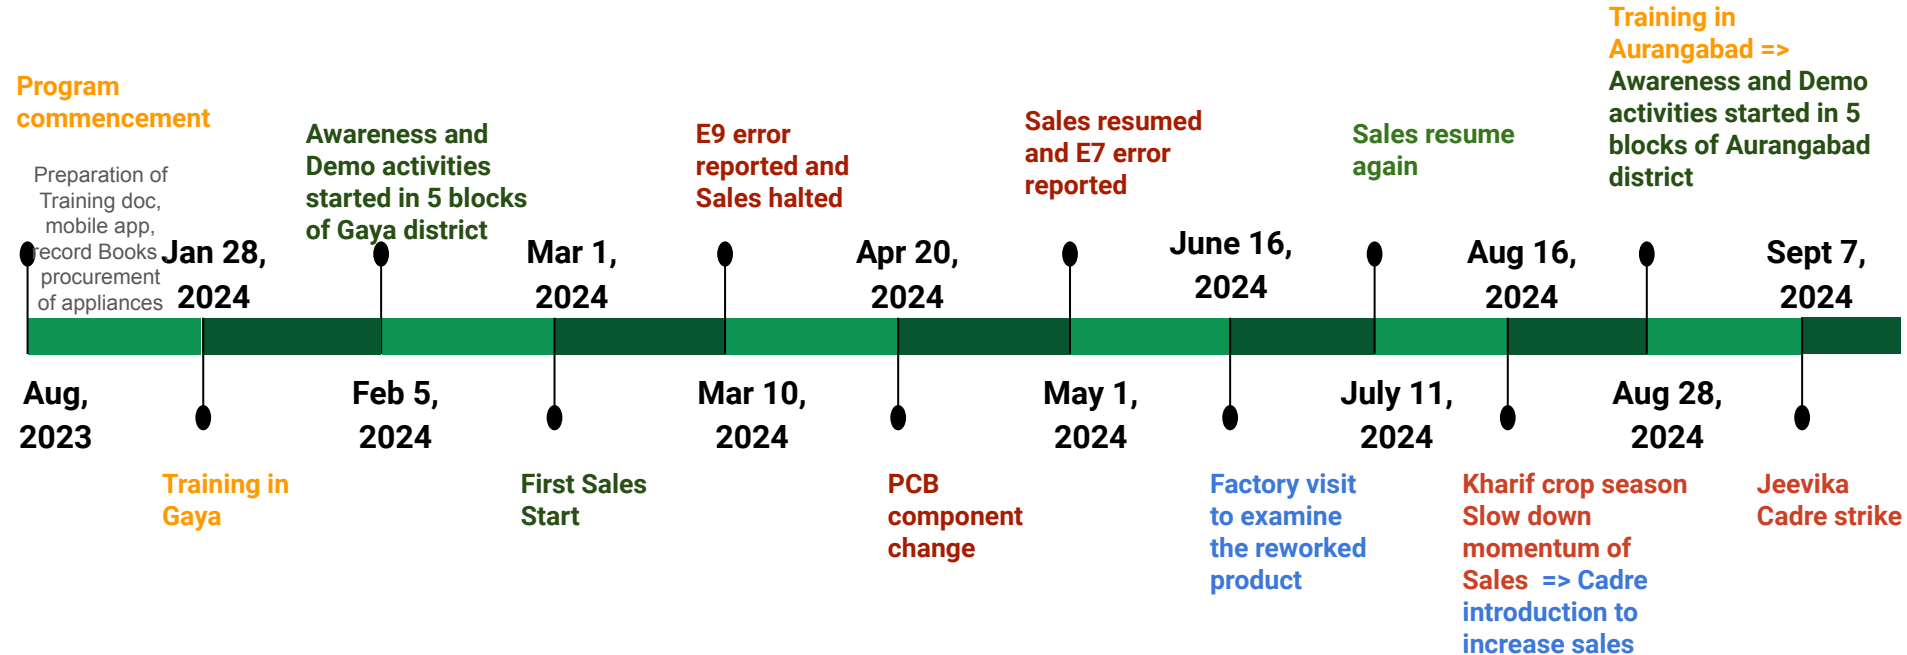 Program
commencement
Preparation of
Training doc,
mobile app,
record Books
procurement
of appliances
Aug,
2023
Jan 28,
2024
Training in
Gaya
Awareness and
Demo activities
started in 5 blocks
of Gaya district
Feb 5,
2024
Mar 1,
2024
First Sales
Start
E9 error
reported and
Sales halted
Mar 10,
2024
Apr 20,
2024
PCB
component
change
Sales resumed
and E7 error
reported
May 1,
2024
June 16,
2024
Factory visit
to examine
the reworked
product
Sales resume
again
July 11,
2024
Aug 16,
2024
Kharif crop season
Slow down
momentum of
Sales => Cadre
introduction to
increase sales
Training in
Aurangabad =>
Awareness and Demo
activities started in 5
blocks of Aurangabad
district
Aug 28,
2024
Sept 7,
2024
Jeevika
Cadre strike